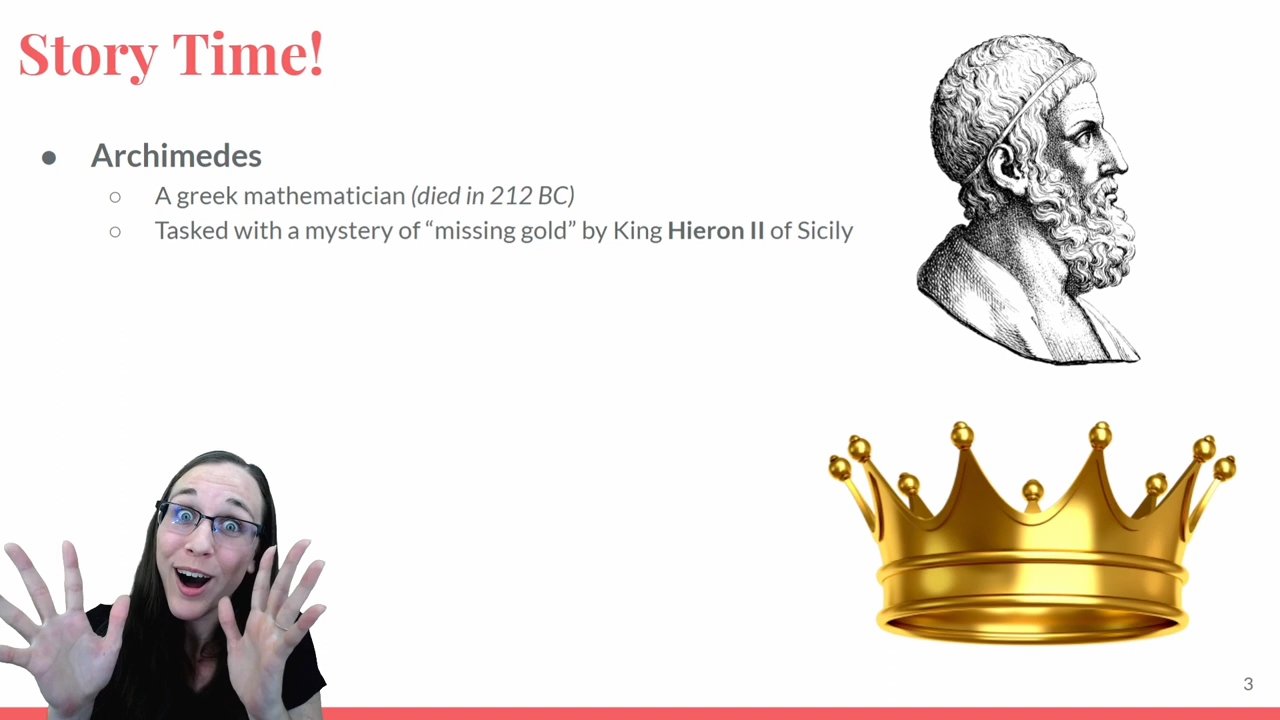 Story Time!
● Archimedes
○ A greek mathematician (died in 212 BC)
○ Tasked with a mystery of “missing gold” by King Hieron II of Sicily
3